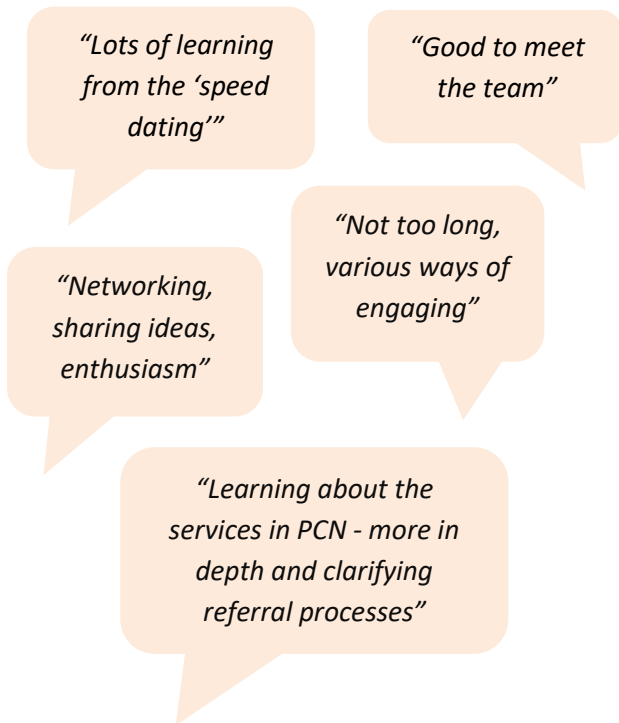 “Lots of learning
from the ‘speed
dating’”
“Good to meet
the team”
“Not too long,
various ways of
engaging”
“Networking,
sharing ideas,
enthusiasm”
“Learning about the
services in PCN - more in
depth and clarifying
referral processes”